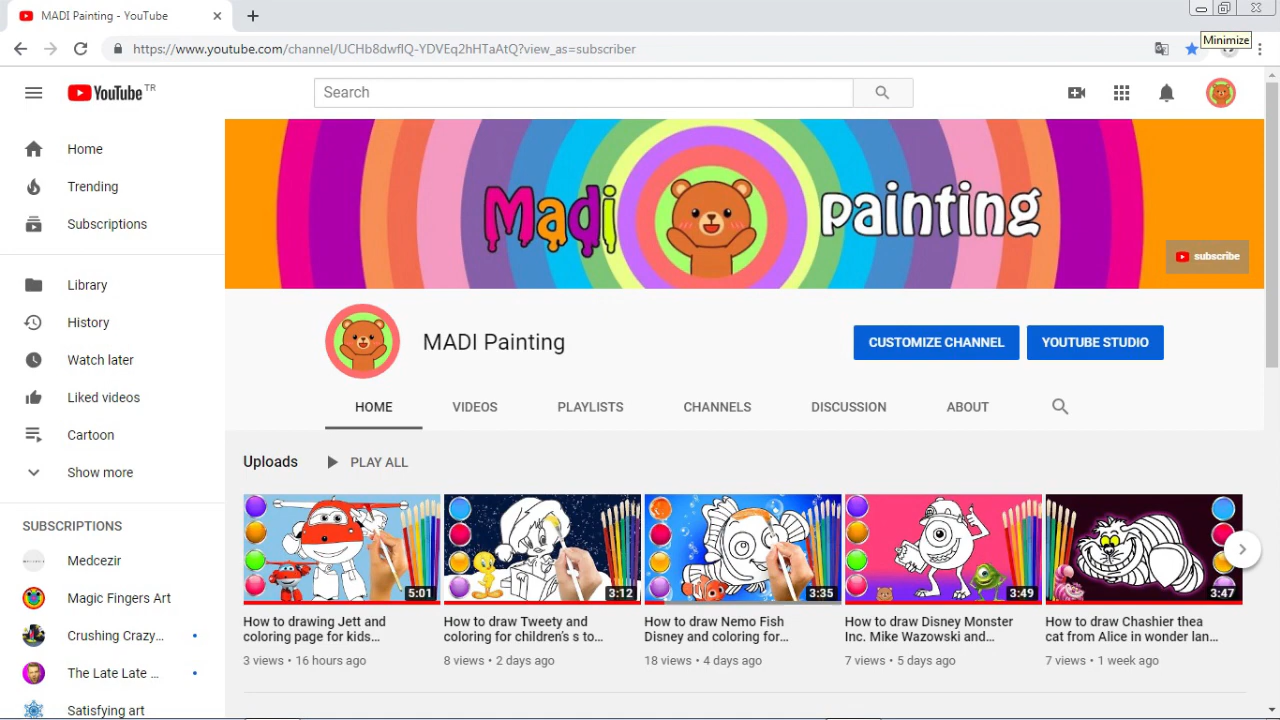 MADI Painting - YouTube
Minimize
https://www.youtube.com/channel/UCHb8dwflQ-YDVEq2hHTaAtQ?view_as=subscriber
YouTube TR
Search
Home
Trending
Subscriptions
Library
History
Watch later
Liked videos
Cartoon
Show more
SUBSCRIPTIONS
Medcezir
Magic Fingers Art
Crushing Crazy...
The Late Late ...
Satisfying art
Madi painting
subscribe
MADI Painting
CUSTOMIZE CHANNEL
YOUTUBE STUDIO
HOME VIDEOS PLAYLISTS CHANNELS DISCUSSION ABOUT
Uploads PLAY ALL
5:01
How to drawing Jett and
coloring page for kids...
3 views • 16 hours ago
3:12
How to draw Tweety and
coloring for children's s to...
8 views • 2 days ago
3:35
How to draw Nemo Fish
Disney and coloring for...
18 views • 4 days ago
3:49
How to draw Disney Monster
Inc. Mike Wazowski and...
7 views • 5 days ago
3:47
How to draw Chashier thea
cat from Alice in wonder lan...
7 views • 1 week ago